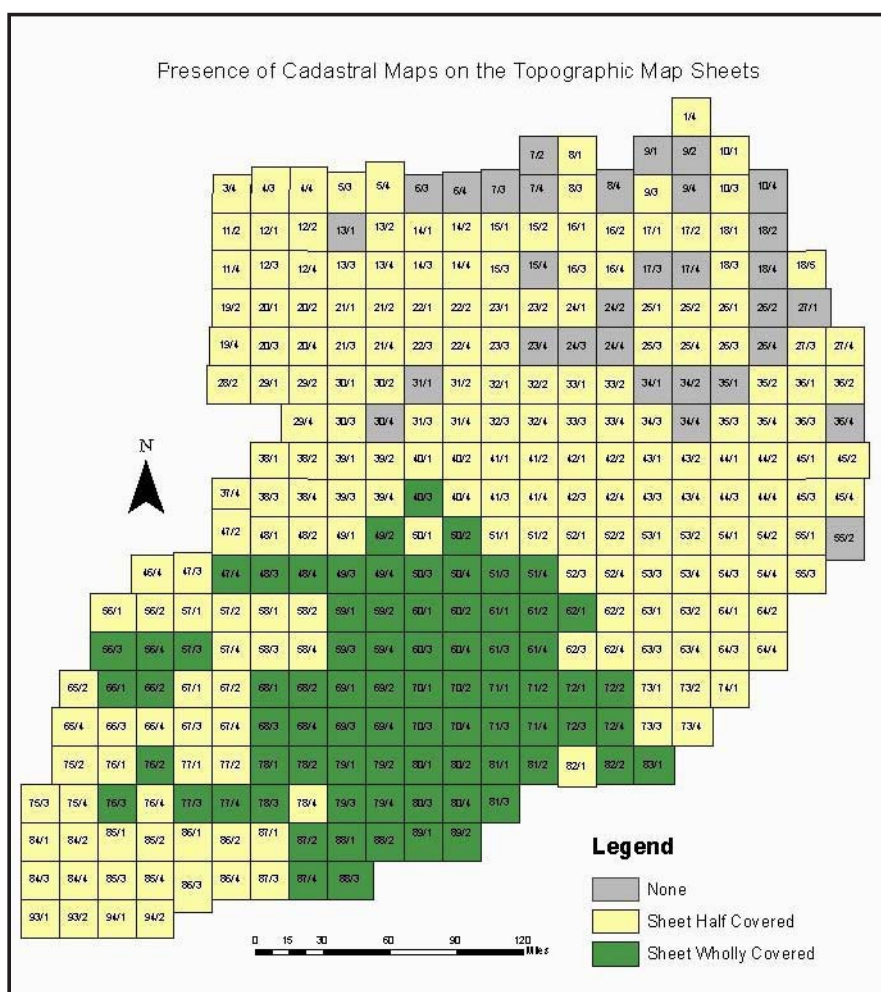 Presence of Cadastral Maps on the Topographic Map Sheets
1/4
7/2 8/1 9/1 9/2 10/1
3/4 4/3 4/4 5/3 5/4 6/3 6/4 7/3 7/4 8/3 8/4 9/3 9/4 10/3 10/4
11/2 12/1 12/2 13/1 13/2 14/1 14/2 15/1 15/2 16/1 16/2 17/1 17/2 18/1 18/2
11/4 12/3 12/4 13/3 13/4 14/3 14/4 15/3 15/4 16/3 16/4 17/3 17/4 18/3 18/4 18/5
19/2 20/1 20/2 21/1 21/2 22/1 22/2 23/1 23/2 24/1 24/2 25/1 25/2 26/1 26/2 27/1
19/4 20/3 20/4 21/3 21/4 22/3 22/4 23/3 23/4 24/3 24/4 25/3 25/4 26/3 26/4 27/3 27/4
28/2 29/1 29/2 30/1 30/2 31/1 31/2 32/1 32/2 33/1 33/2 34/1 34/2 35/1 35/2 36/1 36/2
29/4 30/3 30/4 31/3 31/4 32/3 32/4 33/3 33/4 34/3 34/4 35/3 35/4 36/3 36/4
N
38/1 38/2 39/1 39/2 40/1 40/2 41/1 41/2 42/1 42/2 43/1 43/2 44/1 44/2 45/1 45/2
37/4 38/3 38/4 39/3 39/4 40/3 40/4 41/3 41/4 42/3 42/4 43/3 43/4 44/3 44/4 45/3 45/4
47/2 48/1 48/2 49/1 49/2 50/1 50/2 51/1 51/2 52/1 52/2 53/1 53/2 54/1 54/2 55/1 55/2
46/4 47/3 47/4 48/3 48/4 49/3 49/4 50/3 50/4 51/3 51/4 52/3 52/4 53/3 53/4 54/3 54/4 55/3
56/1 56/2 57/1 57/2 58/1 58/2 59/1 59/2 60/1 60/2 61/1 61/2 62/1 62/2 63/1 63/2 64/1 64/2
56/3 56/4 57/3 57/4 58/3 58/4 59/3 59/4 60/3 60/4 61/3 61/4 62/3 62/4 63/3 63/4 64/3 64/4
65/2 66/1 66/2 67/1 67/2 68/1 68/2 69/1 69/2 70/1 70/2 71/1 71/2 72/1 72/2 73/1 73/2 74/1
65/4 66/3 66/4 67/3 67/4 68/3 68/4 69/3 69/4 70/3 70/4 71/3 71/4 72/3 72/4 73/3 73/4
75/2 76/1 76/2 77/1 77/2 78/1 78/2 79/1 79/2 80/1 80/2 81/1 81/2 82/1 82/2 83/1
75/3 75/4 76/3 76/4 77/3 77/4 78/3 78/4 79/3 79/4 80/3 80/4 81/3
84/1 84/2 85/1 85/2 86/1 86/2 87/1 87/2 88/1 88/2 89/1 89/2
84/3 84/4 85/3 85/4 86/3 86/4 87/3 87/4 88/3
93/1 93/2 94/1 94/2
Legend
None
Sheet Half Covered
Sheet Wholly Covered
0 15 30 60 90 120
Miles